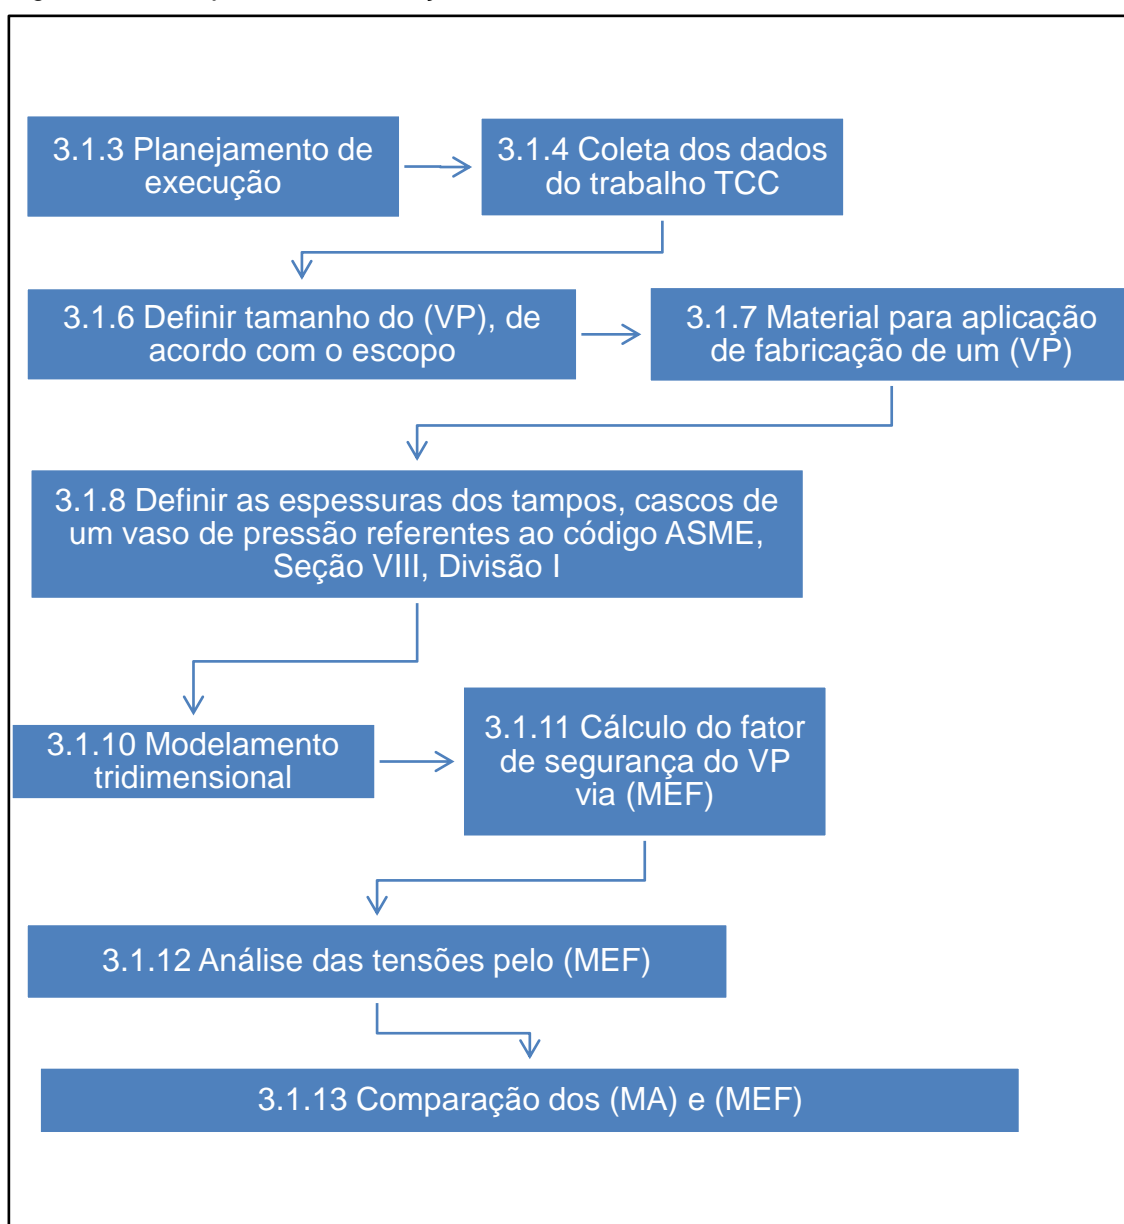 3.1.3 Planejamento de
execução
3.1.4 Coleta dos dados
do trabalho TCC
3.1.6 Definir tamanho do (VP), de
acordo com o escopo
3.1.7 Material para aplicação
de fabricação de um (VP)
3.1.8 Definir as espessuras dos tampos, cascos de
um vaso de pressão referentes ao código ASME,
Seção VIII, Divisão I
3.1.10 Modelamento
tridimensional
3.1.11 Cálculo do fator
de segurança do VP
via (MEF)
3.1.12 Análise das tensões pelo (MEF)
3.1.13 Comparação dos (MA) e (MEF)